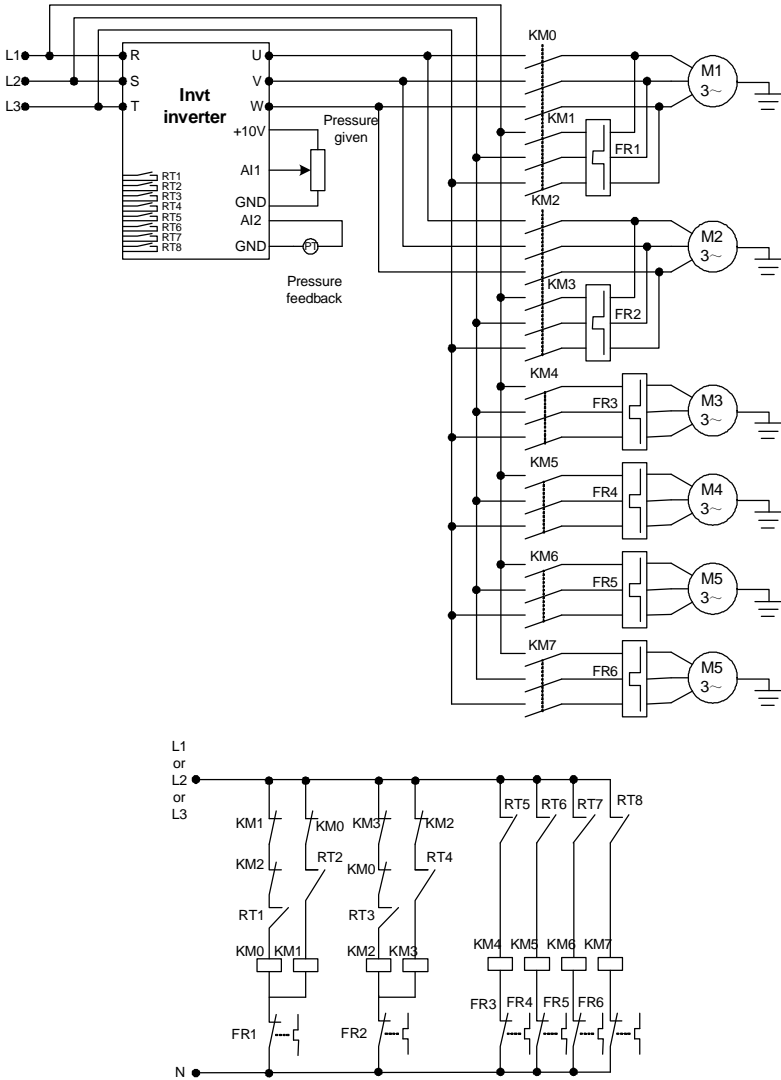 KM0
L1 R U M1
3~
L2 S V
Invt
inverter
L3 T W
Pressure
given
KM1
+10V
FR1
AI1
RT1
RT2
RT3
RT4
RT5
RT6
RT7
RT8
GND
AI2
GND PT
KM2
M2
3~
Pressure
feedback
KM3
FR2
KM4
FR3 M3
3~
KM5
FR4 M4
3~
KM6
FR5 M5
3~
KM7
FR6 M5
3~
L1
or
L2
or
L3
KM1 KM0 KM3 KM2 RT5 RT6 RT7 RT8
KM2 RT2 KM0 RT4
RT1 RT3
KM0 KM1 KM2 KM3 KM4 KM5 KM6 KM7
FR1 FR2 FR3 FR4 FR5 FR6
N